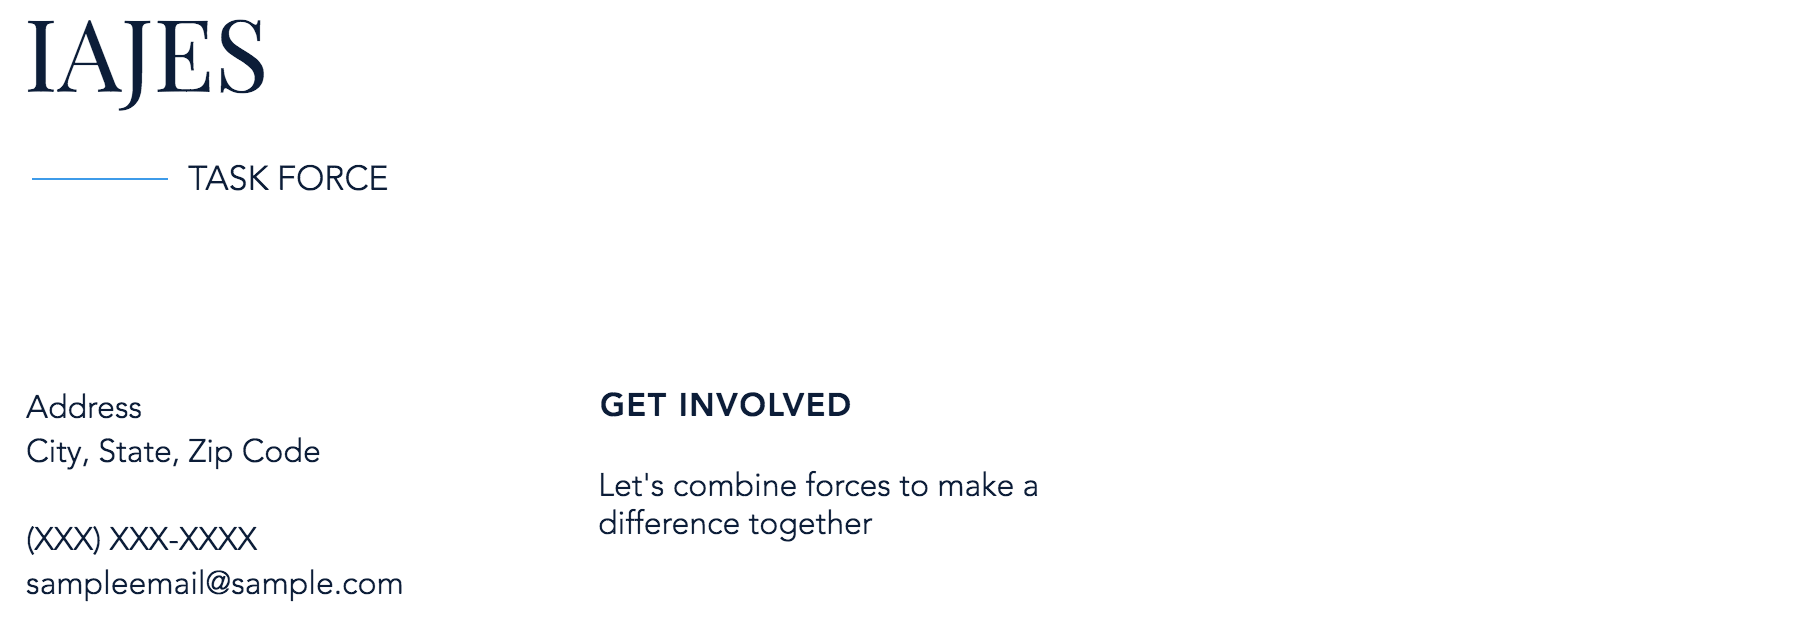 IAJES
TASK FORCE
Address
City, State, Zip Code
(XXX) XXX-XXXX
sampleemail@sample.com
GET INVOLVED
Let's combine forces to make a
difference together